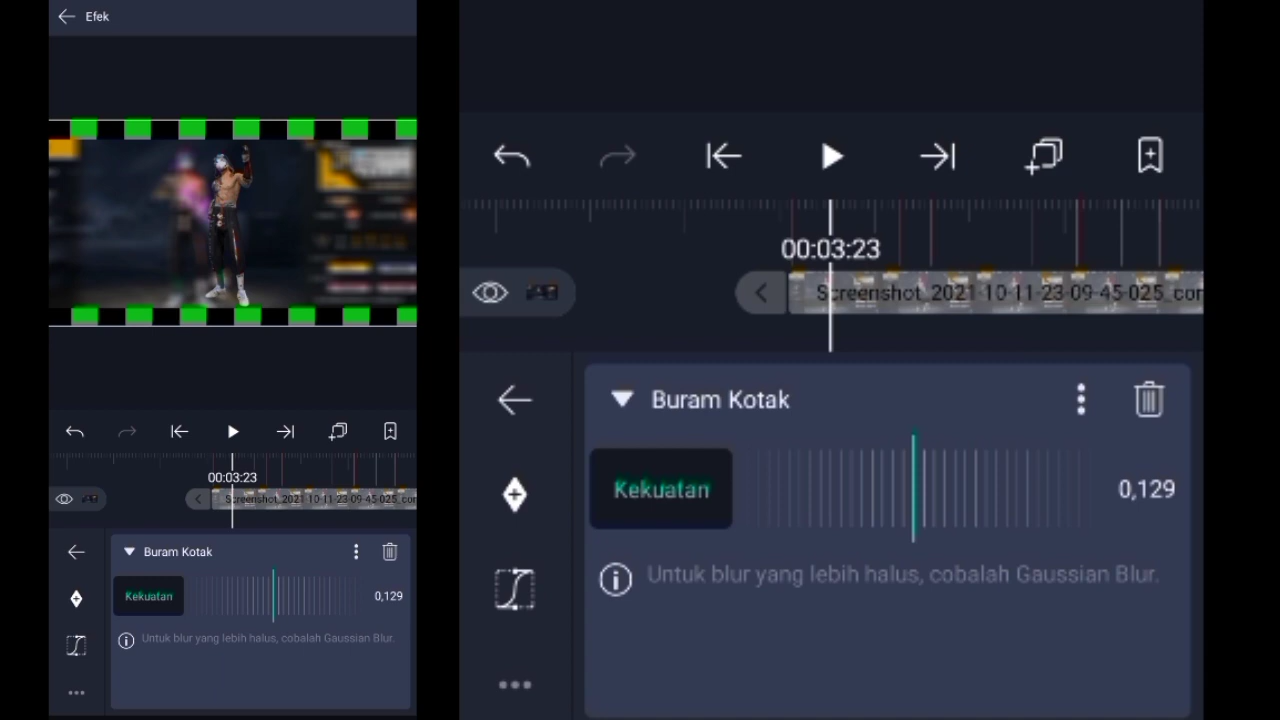 Efek
00:03:23
Screenshot_2021-10-11-23-09-45-025_con
Buram Kotak
Kekuatan
0,129
Untuk blur yang lebih halus, cobalah Gaussian Blur.
00:03:23
Screenshot_2021-10-11-23-09-45-025_cor
Buram Kotak
Kekuatan
0,129
Untuk blur yang lebih halus, cobalah Gaussian Blur.